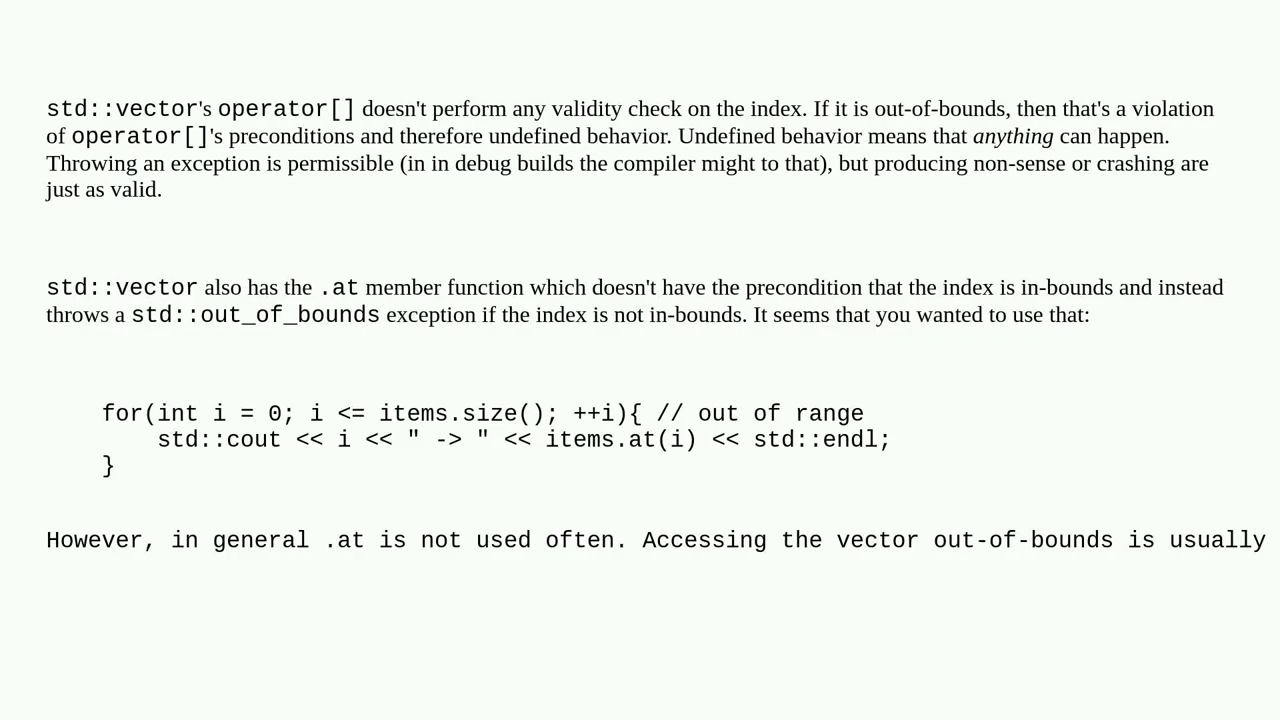 std::vector's operator[] doesn't perform any validity check on the index. If it is out-of-bounds, then that's a violation
of operator[]'s preconditions and therefore undefined behavior. Undefined behavior means that anything can happen.
Throwing an exception is permissible (in in debug builds the compiler might to that), but producing non-sense or crashing are
just as valid.
std::vector also has the .at member function which doesn't have the precondition that the index is in-bounds and instead
throws a std::out_of_bounds exception if the index is not in-bounds. It seems that you wanted to use that:
for(int i = 0; i <= items.size(); ++i){ // out of range
    std::cout << i << " -> " << items.at(i) << std::endl;
}
However, in general .at is not used often. Accessing the vector out-of-bounds is usually